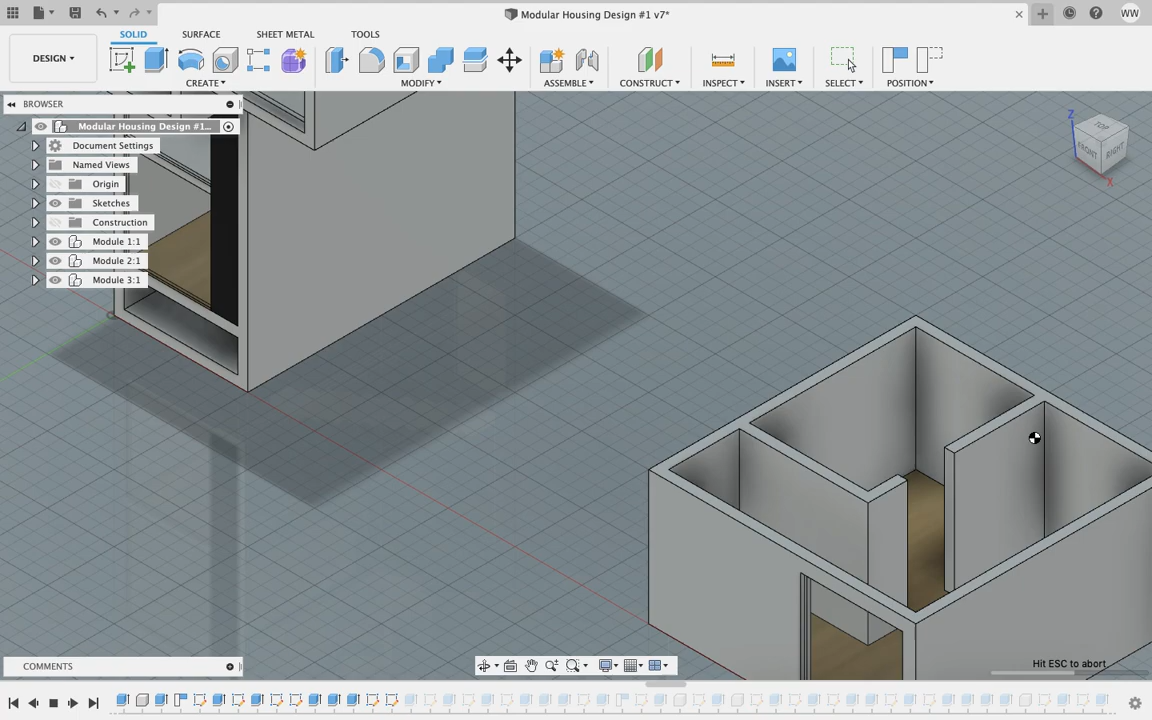 Modular Housing Design #1 v7*
WW
DESIGN
SOLID
SURFACE
SHEET METAL
TOOLS
CREATE
MODIFY
ASSEMBLE
CONSTRUCT
INSPECT
INSERT
SELECT
POSITION
BROWSER
Modular Housing Design #1...
Document Settings
Named Views
Origin
Sketches
Construction
Module 1:1
Module 2:1
Module 3:1
Z
TOP
FRONT
RIGHT
X
COMMENTS
Hit ESC to abort